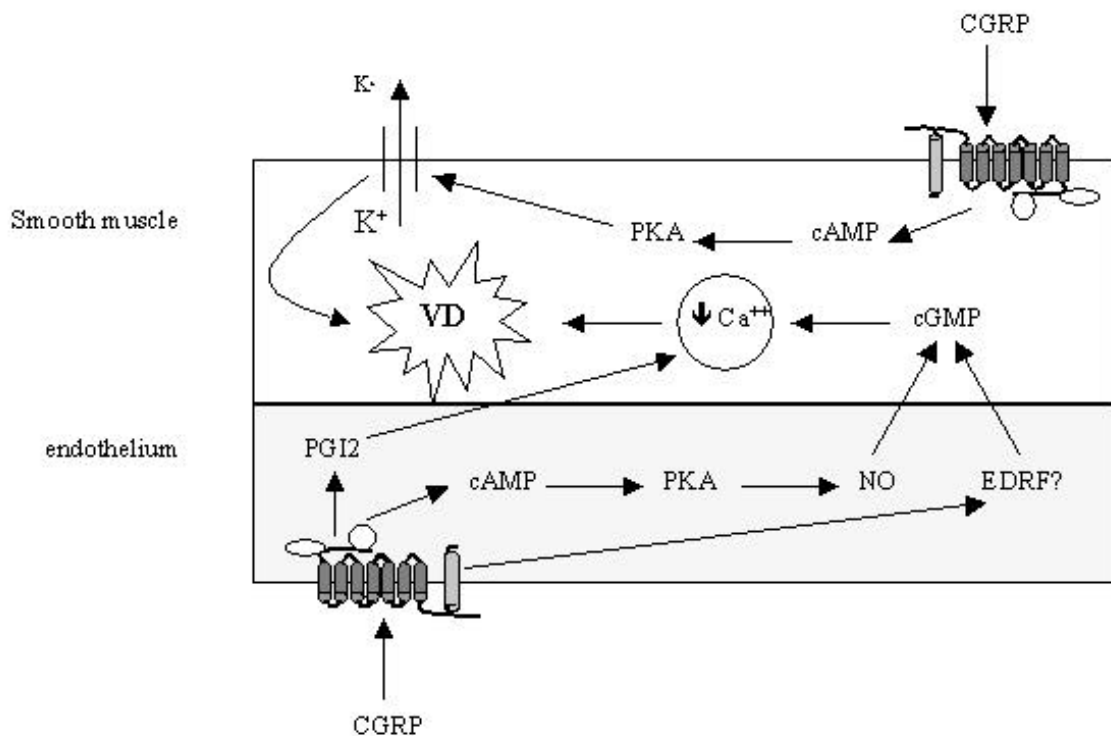 CGRP
K+
Smooth muscle
K+
PKA
cAMP
VD
Ca++
cGMP
endothelium
PGI2
cAMP
PKA
NO
EDRF?
CGRP